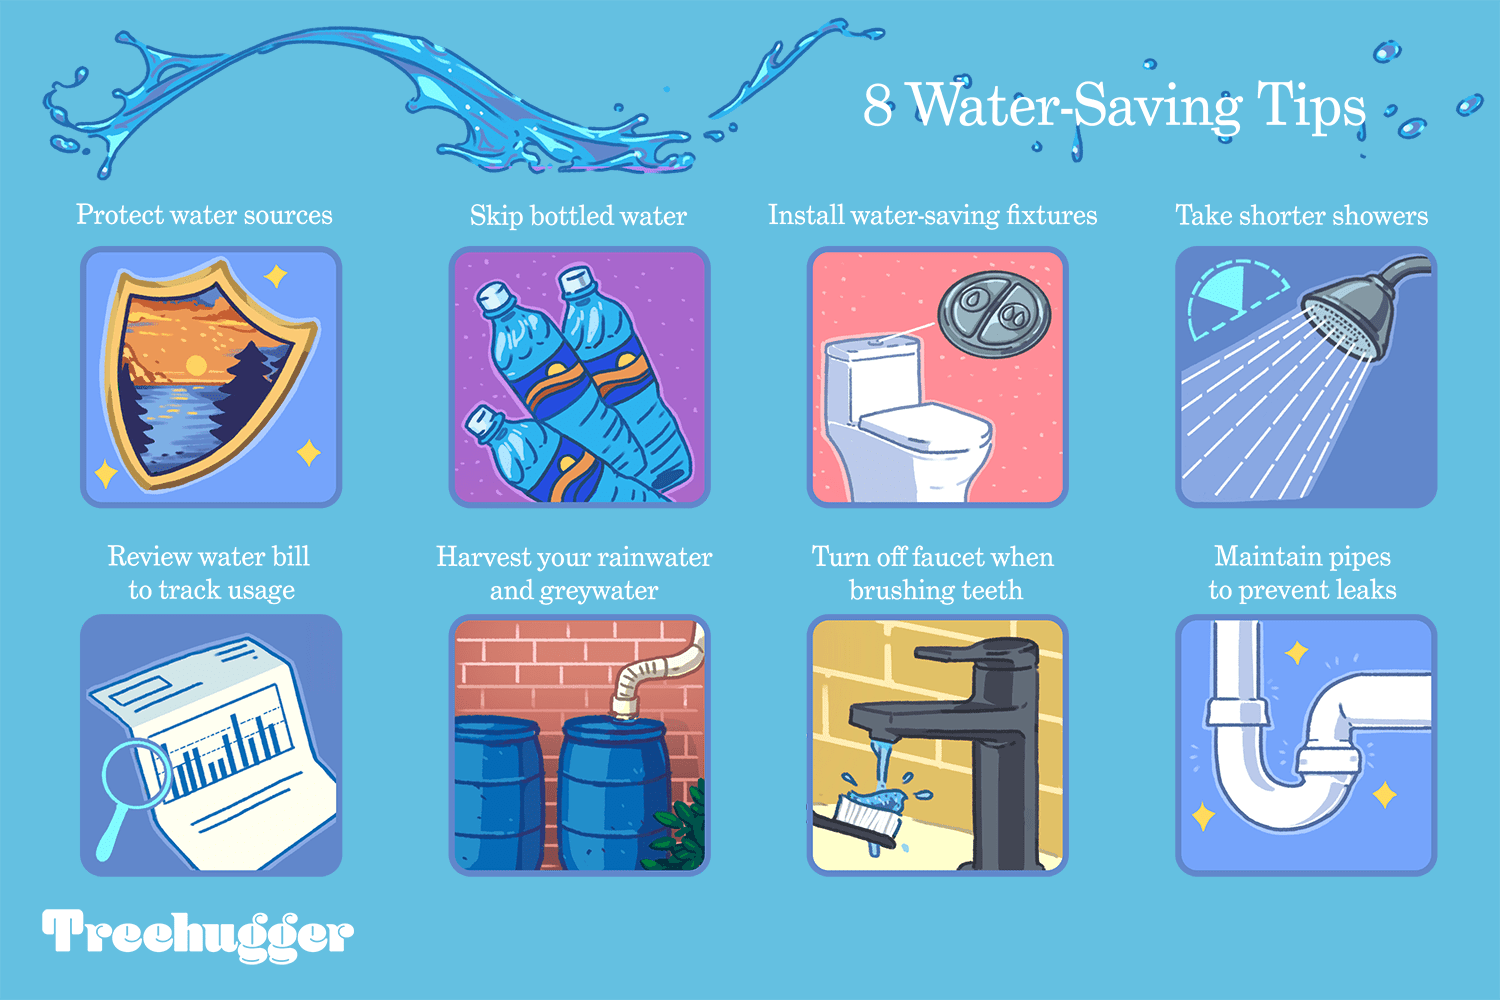 8 Water-Saving Tips
Protect water sources
Skip bottled water
Install water-saving fixtures
Take shorter showers
Review water bill
to track usage
Harvest your rainwater
and greywater
Turn off faucet when
brushing teeth
Maintain pipes
to prevent leaks
Treehugger